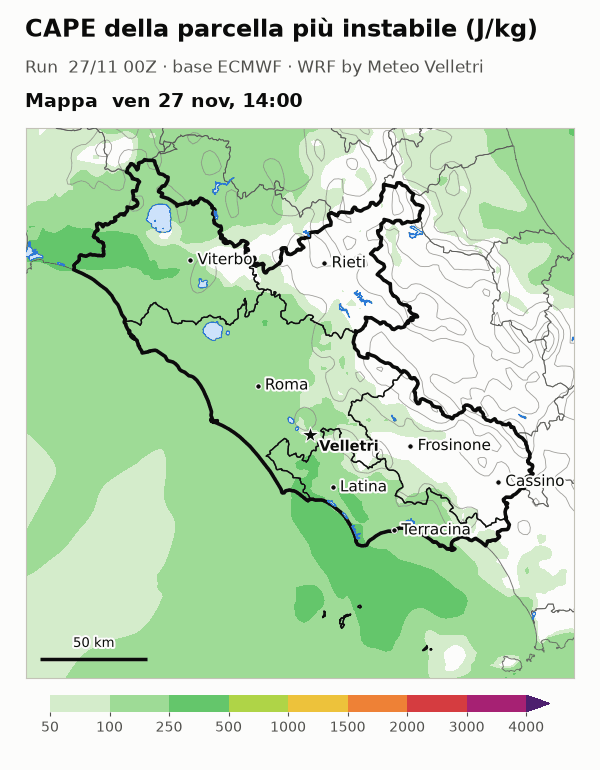 CAPE della parcella più instabile (J/kg)
Run  27/11 00Z · base ECMWF · WRF by Meteo Velletri
Mappa  ven 27 nov, 14:00
Viterbo
Rieti
Roma
Velletri
Frosinone
Latina
Cassino
Terracina
50 km
50 100 250 500 1000 1500 2000 3000 4000